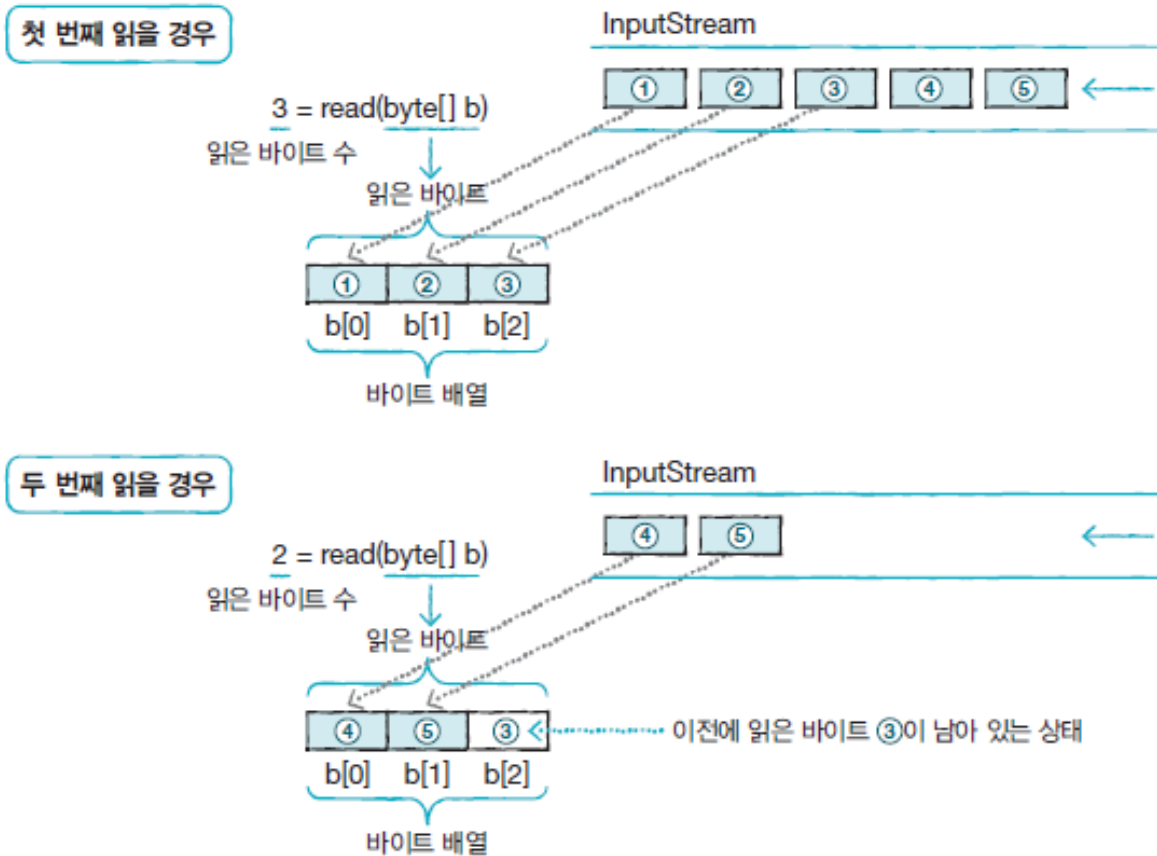 첫 번째 읽을 경우
InputStream
① ② ③ ④ ⑤
3 = read(byte[] b)
읽은 바이트 수
읽은 바이트
① ② ③
b[0] b[1] b[2]
바이트 배열
두 번째 읽을 경우
InputStream
④ ⑤
2 = read(byte[] b)
읽은 바이트 수
읽은 바이트
④ ⑤ ③ 이전에 읽은 바이트 ③이 남아 있는 상태
b[0] b[1] b[2]
바이트 배열